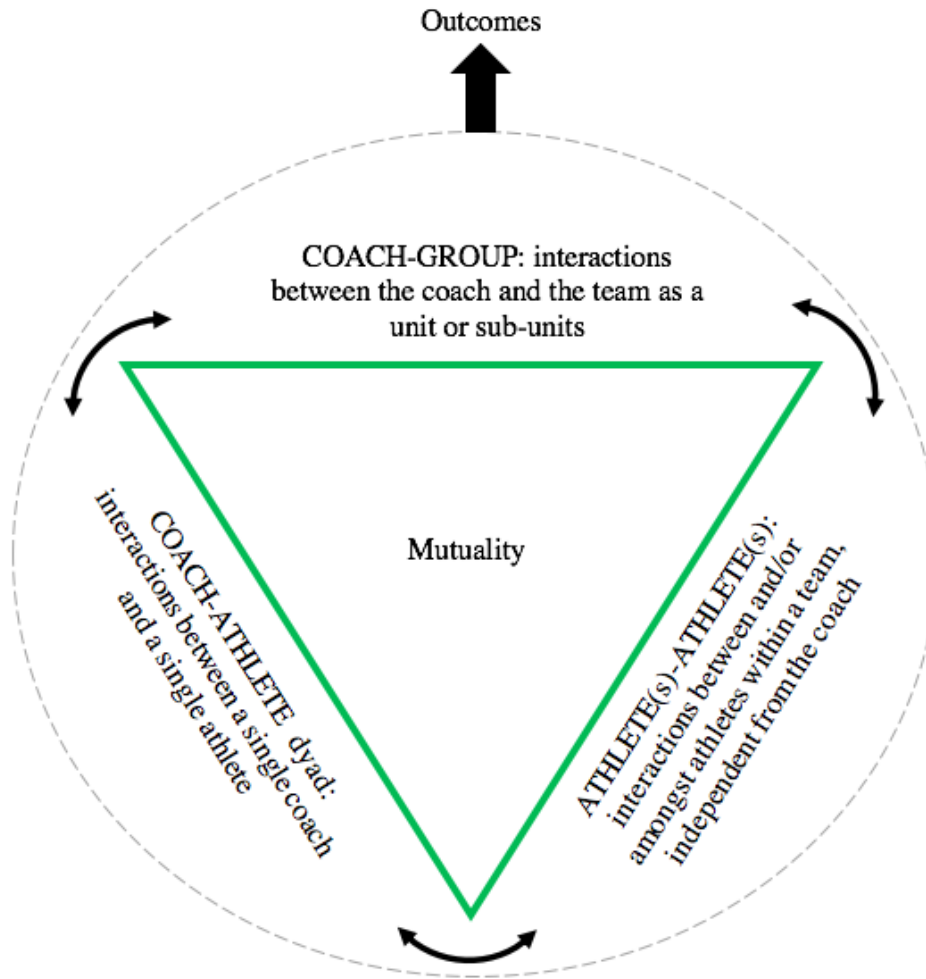 Outcomes
COACH-GROUP: interactions
between the coach and the team as a
unit or sub-units
Mutuality
COACH-ATHLETE dyad:
interactions between a single coach
and a single athlete
ATHLETE(s)-ATHLETE(s):
interactions between and/or
amongst athletes within a team,
independent from the coach